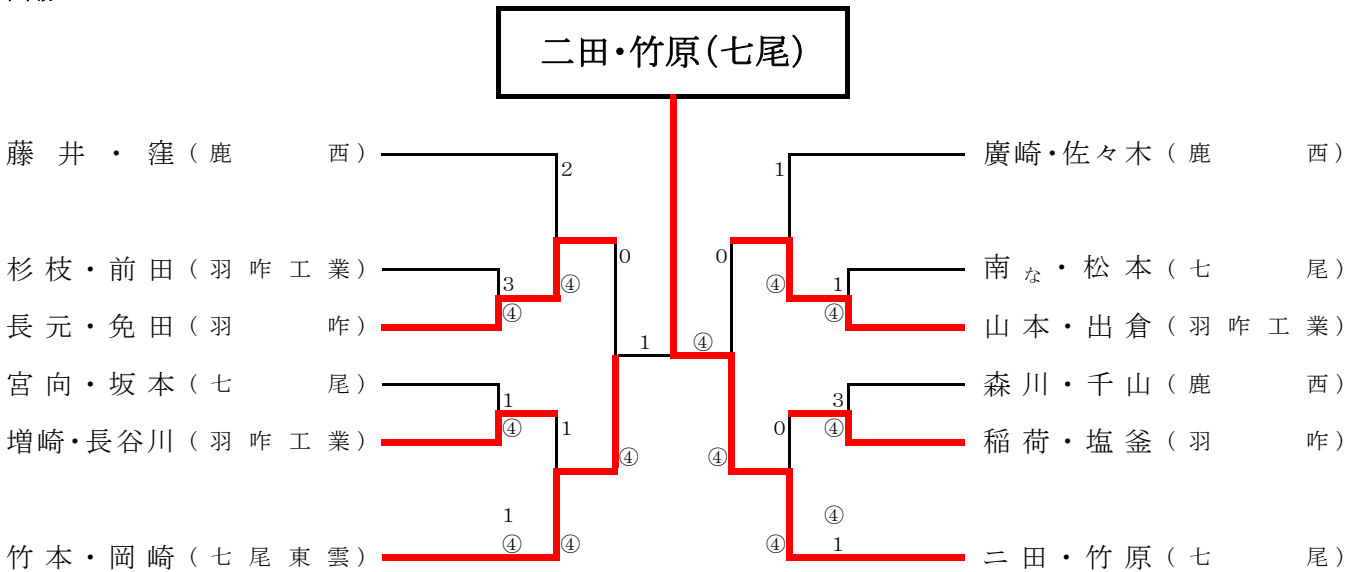 二田・竹原(七尾)
藤井・窪(鹿西)
2
1
廣崎・佐々木(鹿西)
杉枝・前田(羽咋工業)
3
④
0
0
④
1
南な・松本(七尾)
長元・免田(羽咋)
④
④
山本・出倉(羽咋工業)
1
④
宮向・坂本(七尾)
1
3
森川・千山(鹿西)
増崎・長谷川(羽咋工業)
④
1
④
④
0
④
稲荷・塩釜(羽咋)
1
④
竹本・岡崎(七尾東雲)
④
④
④
1
二田・竹原(七尾)